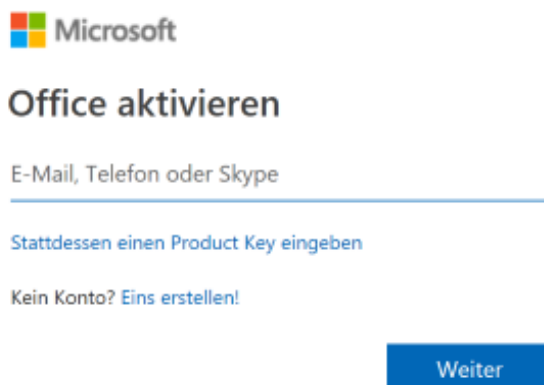 Microsoft
Office aktivieren
E-Mail, Telefon oder Skype
Stattdessen einen Product Key eingeben
Kein Konto? Eins erstellen!
Weiter